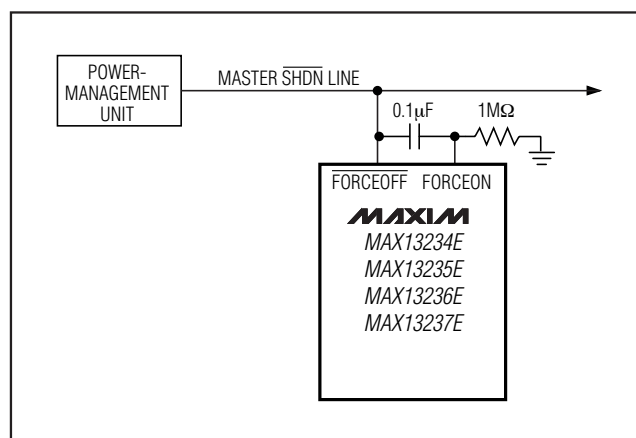 POWER-
MANAGEMENT
UNIT
MASTER SHDN LINE
0.1μF
1MΩ
FORCEOFF FORCEON
MAXIM
MAX13234E
MAX13235E
MAX13236E
MAX13237E